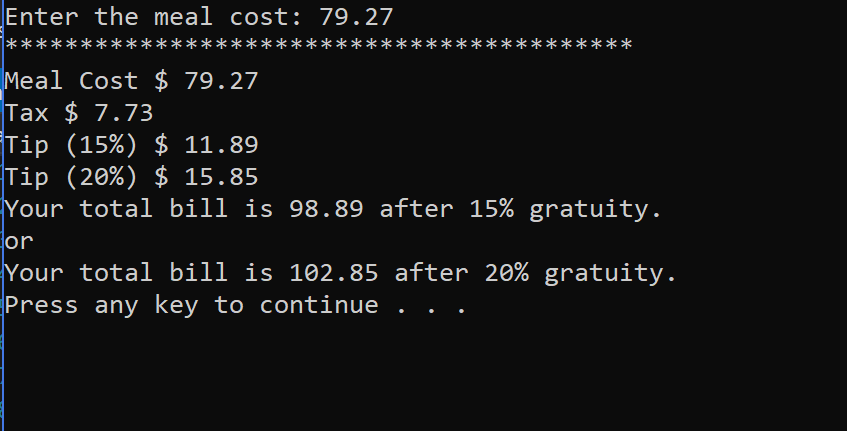 Enter the meal cost: 79.27
******************************************
Meal Cost $ 79.27
Tax $ 7.73
Tip (15%) $ 11.89
Tip (20%) $ 15.85
Your total bill is 98.89 after 15% gratuity.
or
Your total bill is 102.85 after 20% gratuity.
Press any key to continue . . .